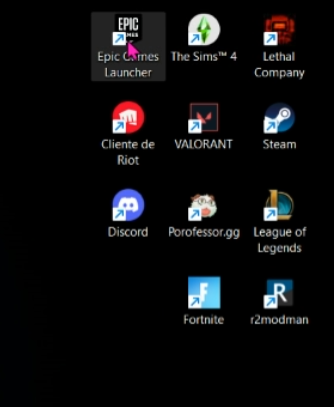 EPIC
GAMES
Epic Games
Launcher
The Sims™ 4
Lethal
Company
Cliente de
Riot
VALORANT
Steam
Discord
Porofessor.gg
League of
Legends
Fortnite
R
r2modman